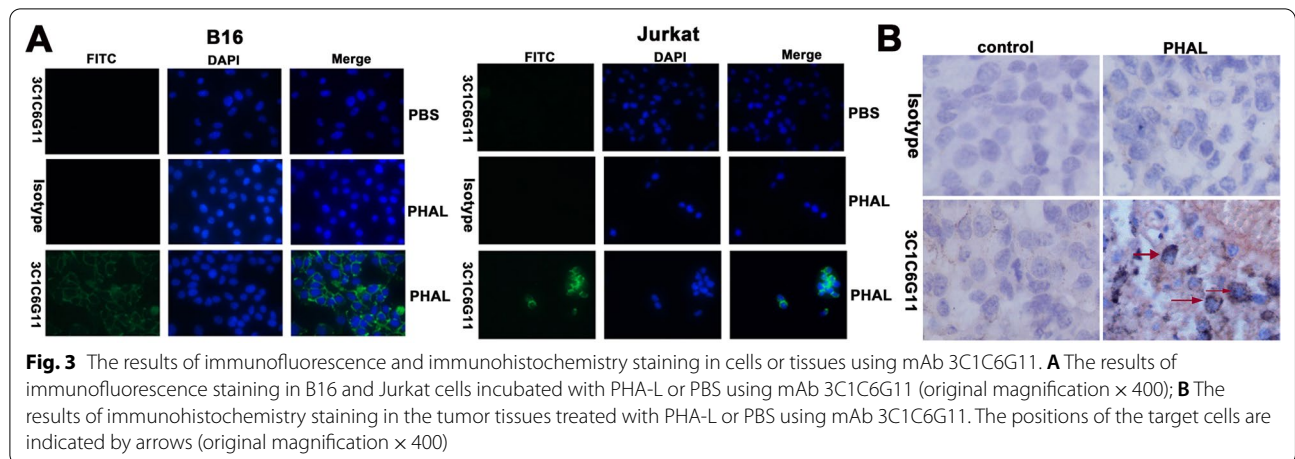 A
B16
FITC DAPI Merge
3C1C6G11
PBS
Isotype
PHAL
3C1C6G11
PHAL
Jurkat
FITC DAPI Merge
3C1C6G11
PBS
Isotype
PHAL
3C1C6G11
PHAL
B
control PHAL
Isotype
3C1C6G11
Fig. 3 The results of immunofluorescence and immunohistochemistry staining in cells or tissues using mAb 3C1C6G11. A The results of
immunofluorescence staining in B16 and Jurkat cells incubated with PHA-L or PBS using mAb 3C1C6G11 (original magnification × 400); B The
results of immunohistochemistry staining in the tumor tissues treated with PHA-L or PBS using mAb 3C1C6G11. The positions of the target cells are
indicated by arrows (original magnification × 400)